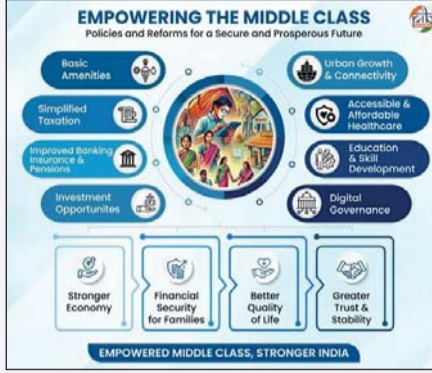 EMPOWERING THE MIDDLE CLASS
Policies and Reforms for a Secure and Prosperous Future
Basic
Amenities
Simplified
Taxation
Improved Banking
Insurance &
Pensions
Investment
Opportunites
Urban Growth
& Connectivity
Accessible &
Affordable
Healthcare
Education
& Skill
Development
Digital
Governance
Stronger
Economy
Financial
Security
for Families
Better
Quality
of Life
Greater
Trust &
Stability
EMPOWERED MIDDLE CLASS, STRONGER INDIA